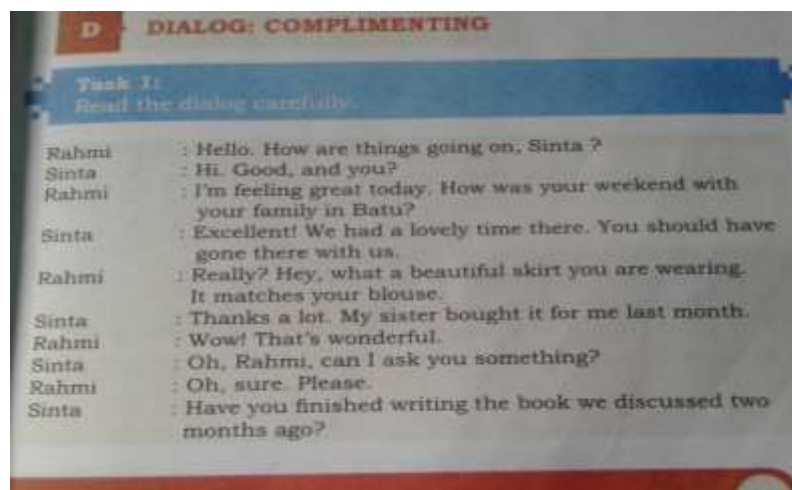 D DIALOG: COMPLIMENTING
Task 1:
Read the dialog carefully.
Rahmi : Hello. How are things going on, Sinta ?
Sinta : Hi. Good, and you?
Rahmi : I'm feeling great today. How was your weekend with
your family in Batu?
Sinta : Excellent! We had a lovely time there. You should have
gone there with us.
Rahmi : Really? Hey, what a beautiful skirt you are wearing.
It matches your blouse.
Sinta : Thanks a lot. My sister bought it for me last month.
Rahmi : Wow! That's wonderful.
Sinta : Oh, Rahmi, can I ask you something?
Rahmi : Oh, sure. Please.
Sinta : Have you finished writing the book we discussed two
months ago?